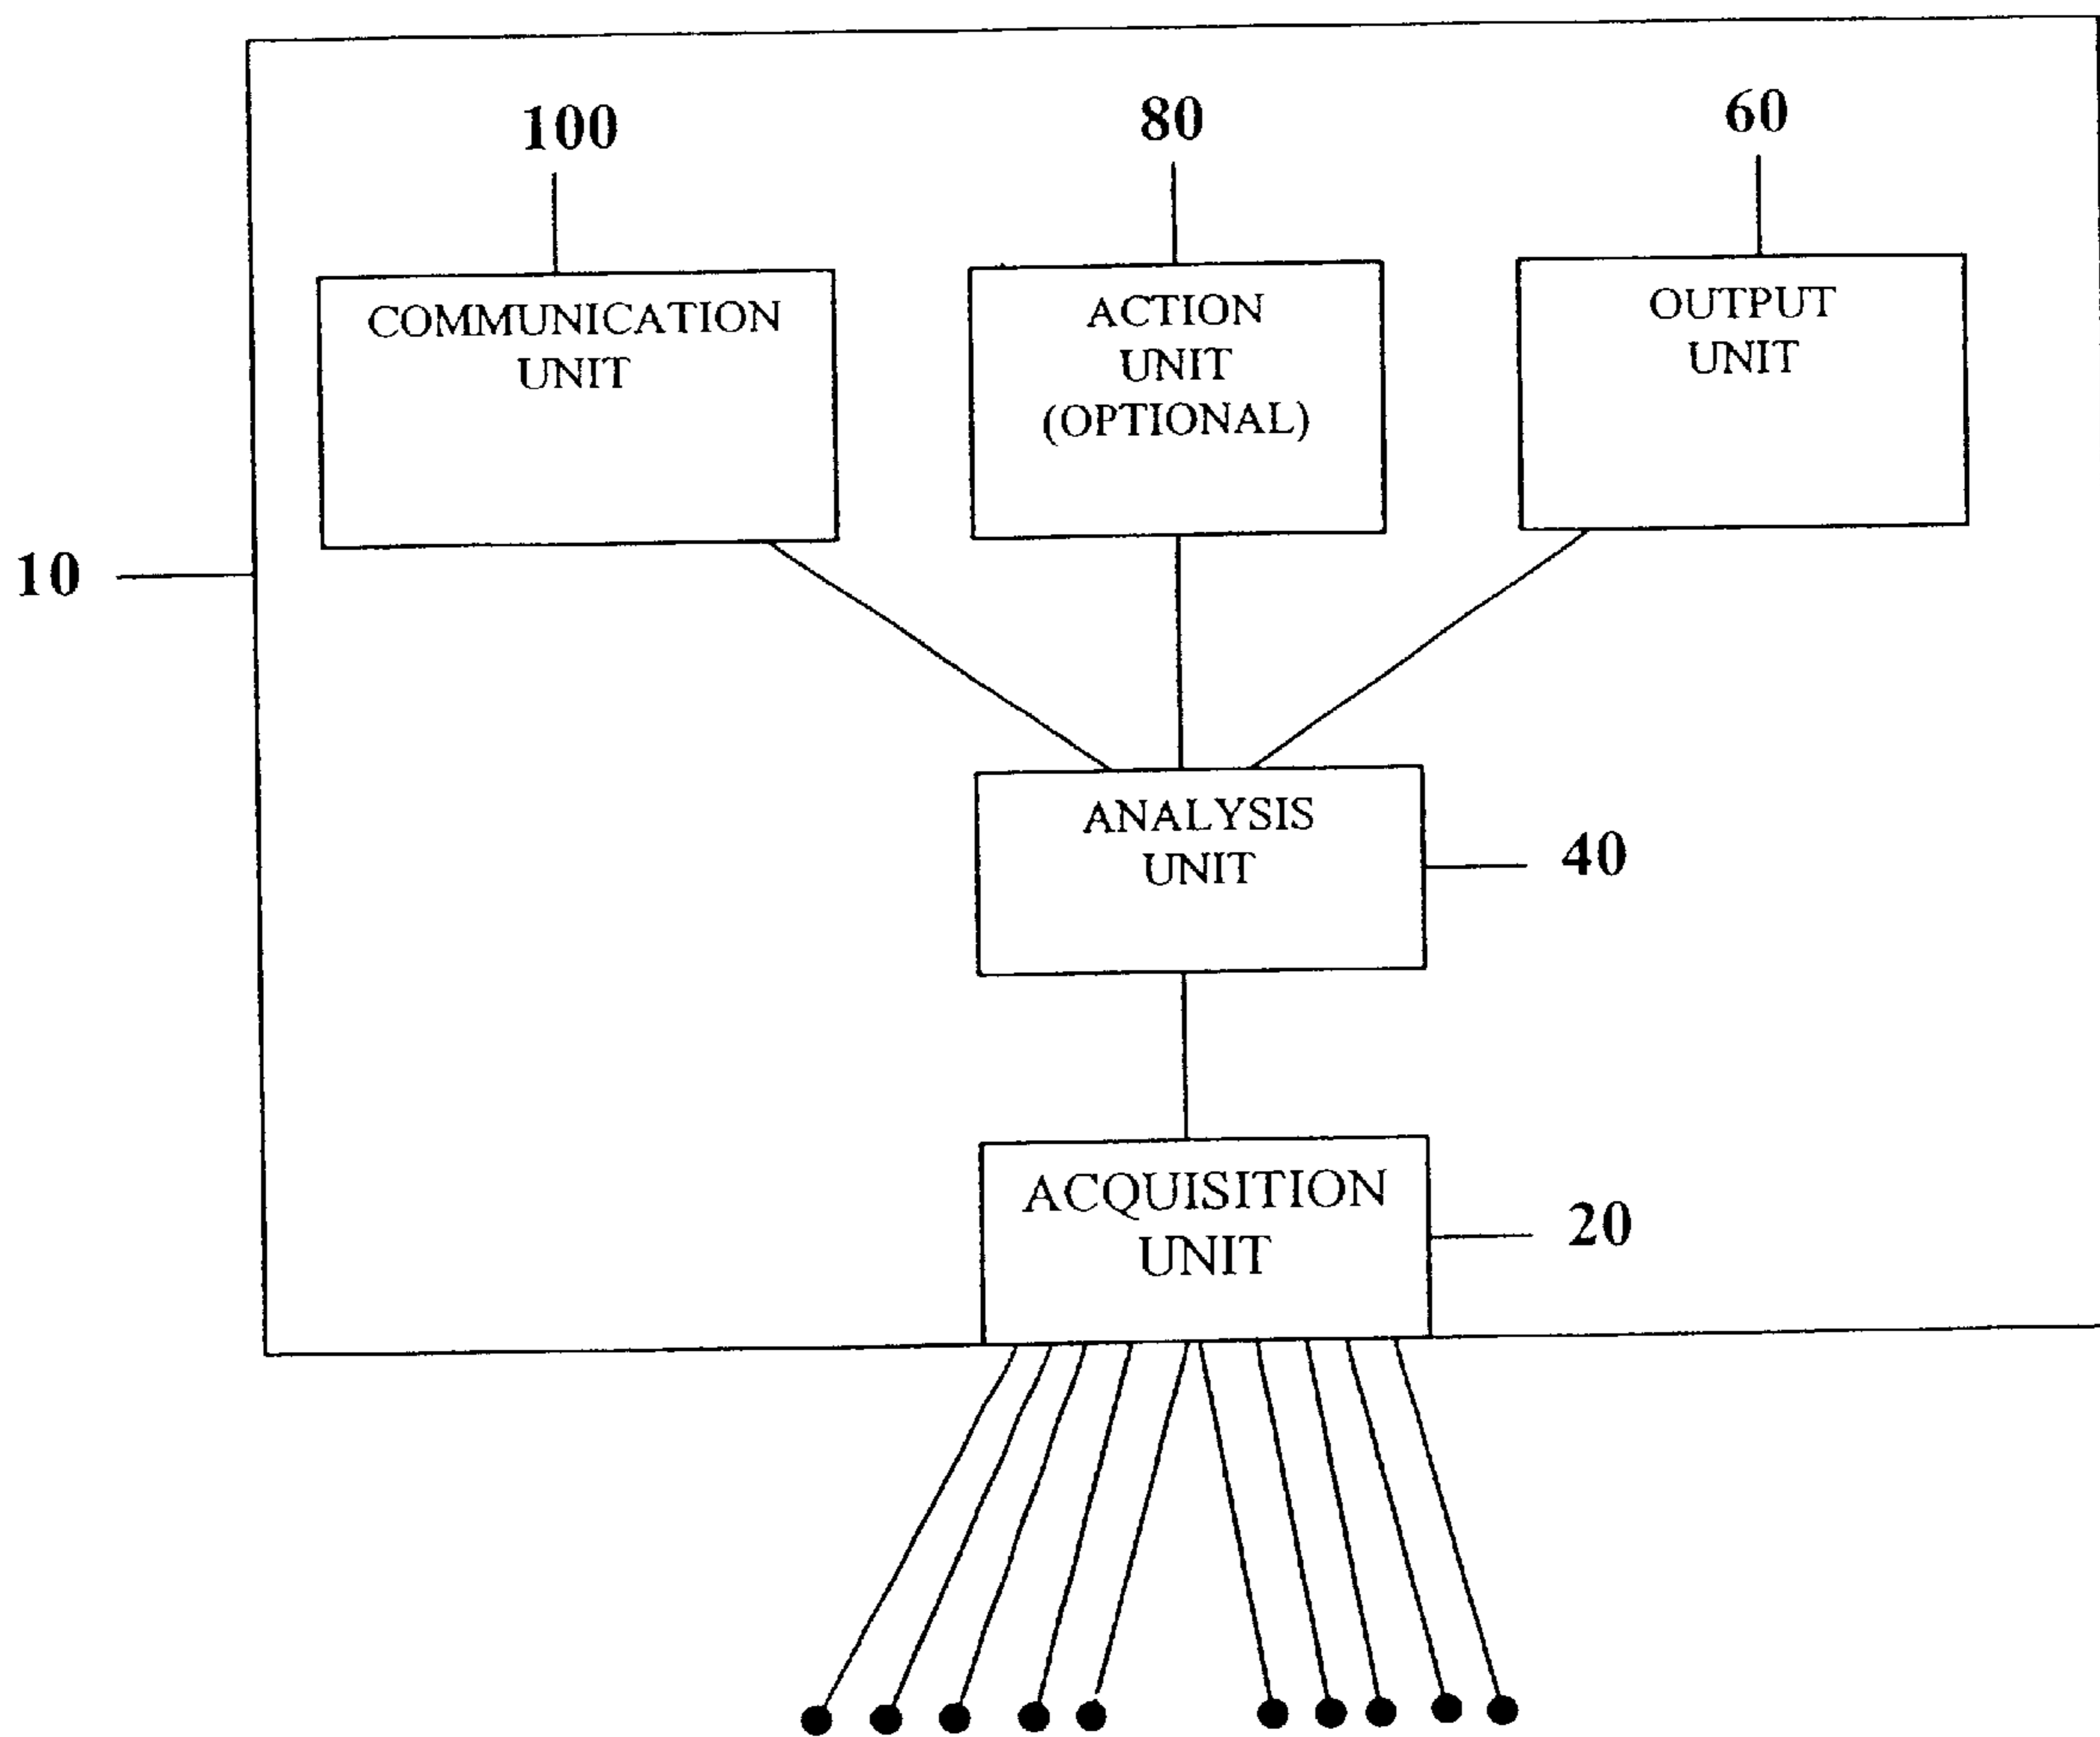 100
80
60
COMMUNICATION
UNIT
ACTION
UNIT
(OPTIONAL)
OUTPUT
UNIT
10
ANALYSIS
UNIT
40
ACQUISITION
UNIT
20